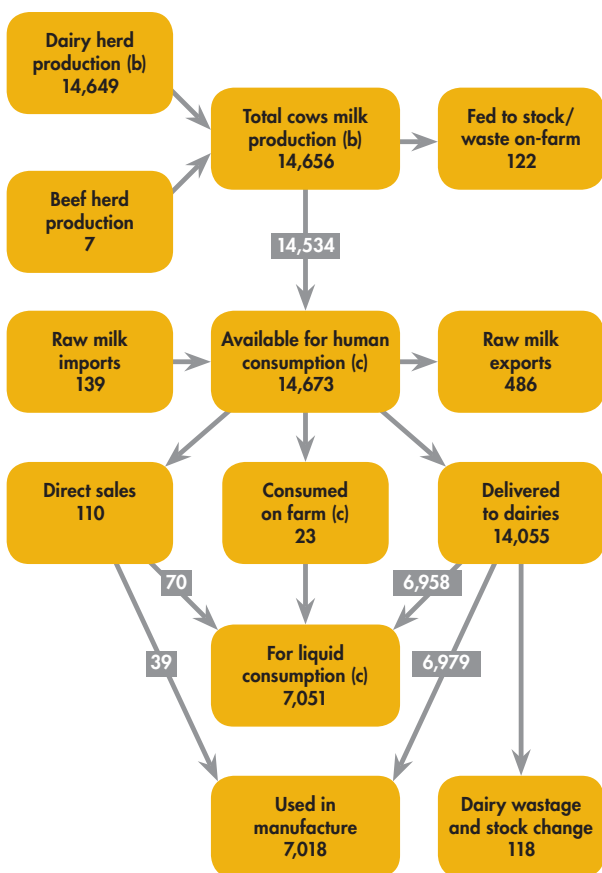 Dairy herd
production (b)
14,649
Total cows milk
production (b)
14,656
Fed to stock/
waste on-farm
122
Beef herd
production
7
14,534
Raw milk
imports
139
Available for human
consumption (c)
14,673
Raw milk
exports
486
Direct sales
110
Consumed
on farm (c)
23
Delivered
to dairies
14,055
70
6,958
39
For liquid
consumption (c)
7,051
6,979
Used in
manufacture
7,018
Dairy wastage
and stock change
118